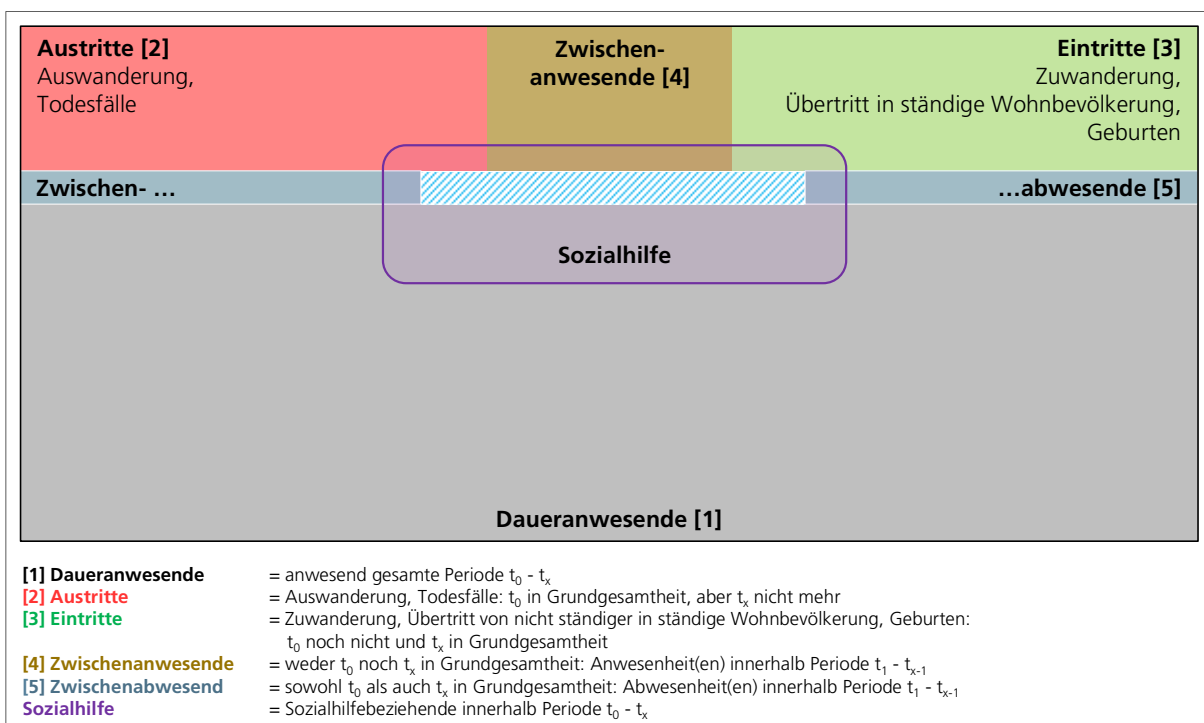 Austritte [2]
Auswanderung,
Todesfälle
Zwischen-
anwesende [4]
Eintritte [3]
Zuwanderung,
Übertritt in ständige Wohnbevölkerung,
Geburten
Zwischen- ...
...abwesende [5]
Sozialhilfe
Daueranwesende [1]
[1] Daueranwesende = anwesend gesamte Periode t₀ - tₓ
[2] Austritte = Auswanderung, Todesfälle: t₀ in Grundgesamtheit, aber tₓ nicht mehr
[3] Eintritte = Zuwanderung, Übertritt von nicht ständiger in ständige Wohnbevölkerung, Geburten:
t₀ noch nicht und tₓ in Grundgesamtheit
[4] Zwischenanwesende = weder t₀ noch tₓ in Grundgesamtheit: Anwesenheit(en) innerhalb Periode t₁ - tₓ₋₁
[5] Zwischenabwesend = sowohl t₀ als auch tₓ in Grundgesamtheit: Abwesenheit(en) innerhalb Periode t₁ - tₓ₋₁
Sozialhilfe = Sozialhilfebeziehende innerhalb Periode t₀ - tₓ